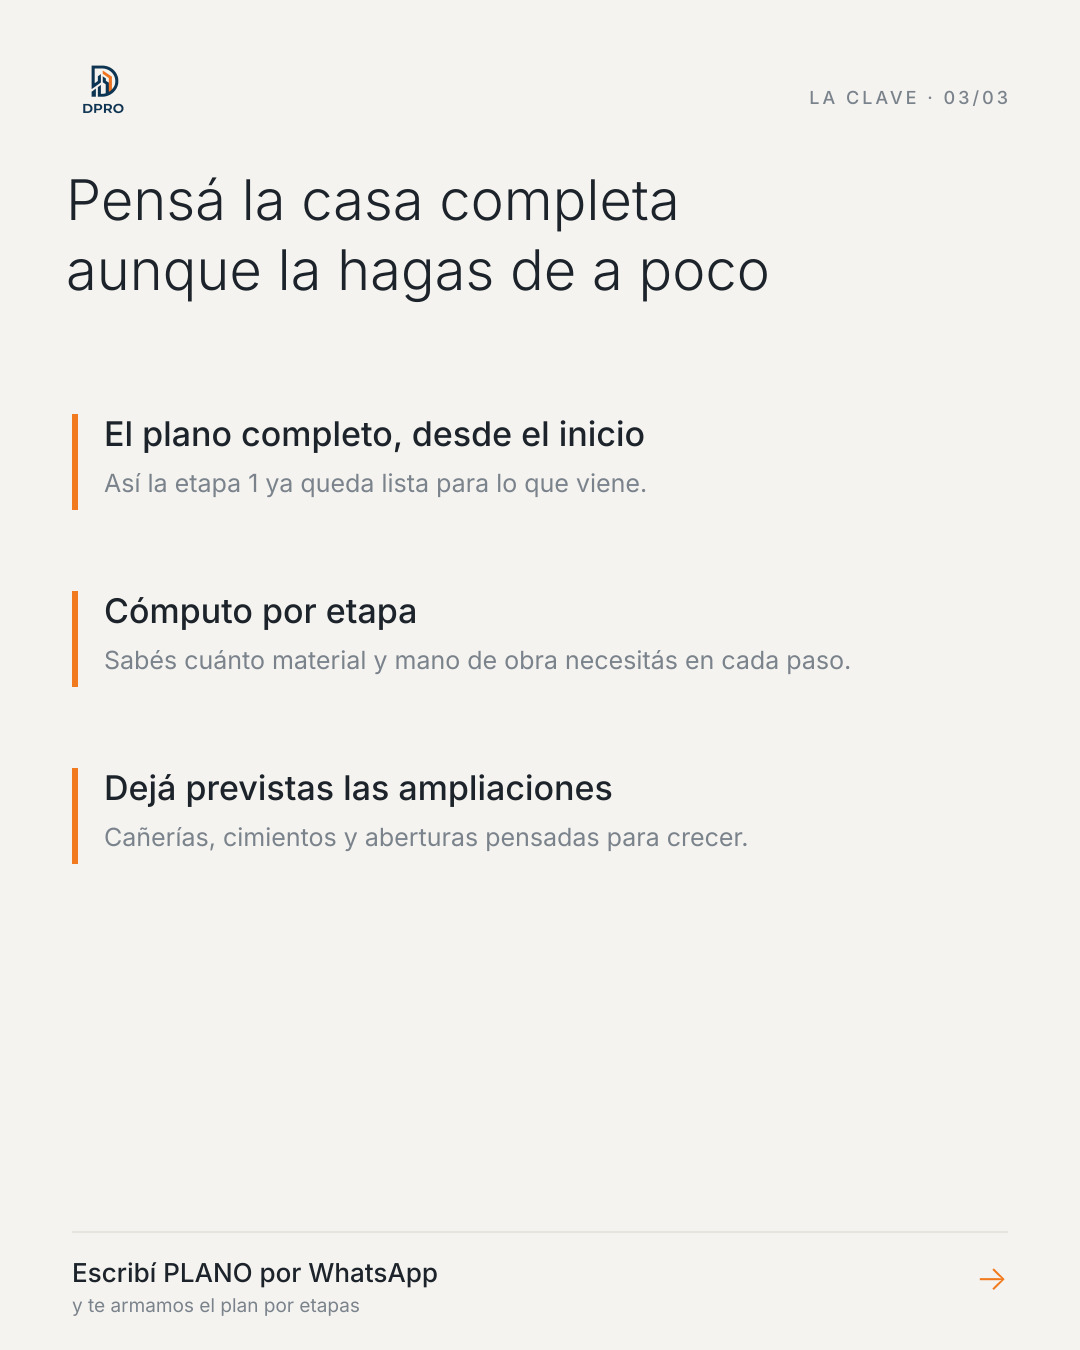 DPRO
LA CLAVE · 03/03
Pensá la casa completa
aunque la hagas de a poco
El plano completo, desde el inicio
Así la etapa 1 ya queda lista para lo que viene.
Cómputo por etapa
Sabés cuánto material y mano de obra necesitás en cada paso.
Dejá previstas las ampliaciones
Cañerías, cimientos y aberturas pensadas para crecer.
Escribí PLANO por WhatsApp
y te armamos el plan por etapas